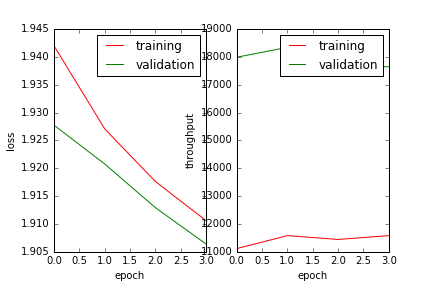 1.945
1.940
1.935
1.930
1.925
1.920
1.915
1.910
1.905
loss
0.0 0.5 1.0 1.5 2.0 2.5 3.0
epoch
training
validation
19000
18000
17000
16000
15000
14000
13000
12000
11000
throughput
0.0 0.5 1.0 1.5 2.0 2.5 3.0
epoch
training
validation